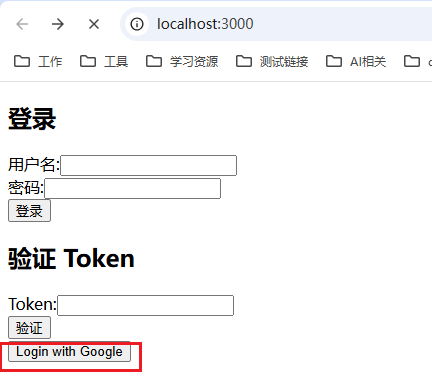 localhost:3000
工作 工具 学习资源 测试链接 AI相关
登录
用户名:
密码:
登录
验证 Token
Token:
验证
Login with Google